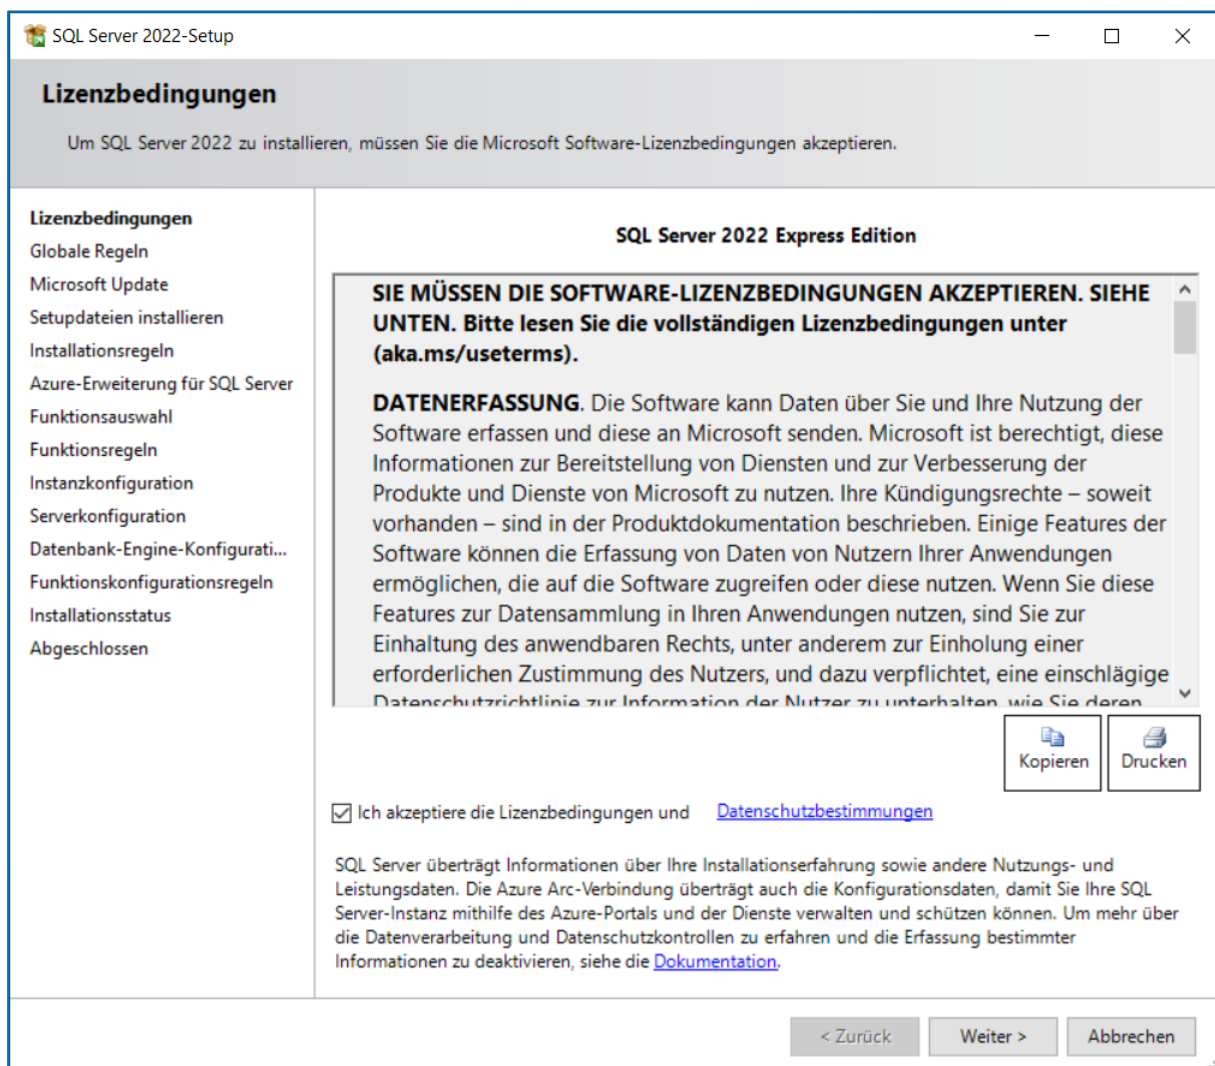 SQL Server 2022-Setup
Lizenzbedingungen
Um SQL Server 2022 zu installieren, müssen Sie die Microsoft Software-Lizenzbedingungen akzeptieren.
Lizenzbedingungen
Globale Regeln
Microsoft Update
Setupdateien installieren
Installationsregeln
Azure-Erweiterung für SQL Server
Funktionsauswahl
Funktionsregeln
Instanzkonfiguration
Serverkonfiguration
Datenbank-Engine-Konfigurati...
Funktionskonfigurationsregeln
Installationsstatus
Abgeschlossen
SQL Server 2022 Express Edition
SIE MÜSSEN DIE SOFTWARE-LIZENZBEDINGUNGEN AKZEPTIEREN. SIEHE
UNTEN. Bitte lesen Sie die vollständigen Lizenzbedingungen unter
(aka.ms/useterms).
DATENERFASSUNG. Die Software kann Daten über Sie und Ihre Nutzung der
Software erfassen und diese an Microsoft senden. Microsoft ist berechtigt, diese
Informationen zur Bereitstellung von Diensten und zur Verbesserung der
Produkte und Dienste von Microsoft zu nutzen. Ihre Kündigungsrechte – soweit
vorhanden – sind in der Produktdokumentation beschrieben. Einige Features der
Software können die Erfassung von Daten von Nutzern Ihrer Anwendungen
ermöglichen, die auf die Software zugreifen oder diese nutzen. Wenn Sie diese
Features zur Datensammlung in Ihren Anwendungen nutzen, sind Sie zur
Einhaltung des anwendbaren Rechts, unter anderem zur Einholung einer
erforderlichen Zustimmung des Nutzers, und dazu verpflichtet, eine einschlägige
Datenschutzrichtlinie zur Information der Nutzer zu unterhalten, wie Sie deren
Kopieren
Drucken
Ich akzeptiere die Lizenzbedingungen und Datenschutzbestimmungen
SQL Server überträgt Informationen über Ihre Installationserfahrung sowie andere Nutzungs- und
Leistungsdaten. Die Azure Arc-Verbindung überträgt auch die Konfigurationsdaten, damit Sie Ihre SQL
Server-Instanz mithilfe des Azure-Portals und der Dienste verwalten und schützen können. Um mehr über
die Datenverarbeitung und Datenschutzkontrollen zu erfahren und die Erfassung bestimmter
Informationen zu deaktivieren, siehe die Dokumentation.
< Zurück
Weiter >
Abbrechen